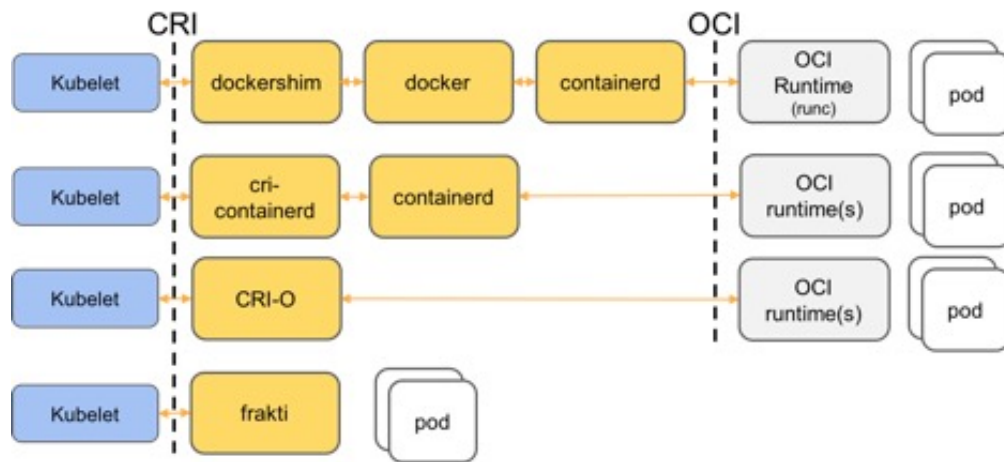 CRI
OCI
Kubelet
dockershim
docker
containerd
OCI
Runtime
(runc)
pod
Kubelet
cri-
containerd
containerd
OCI
runtime(s)
pod
Kubelet
CRI-O
OCI
runtime(s)
pod
Kubelet
frakti
pod